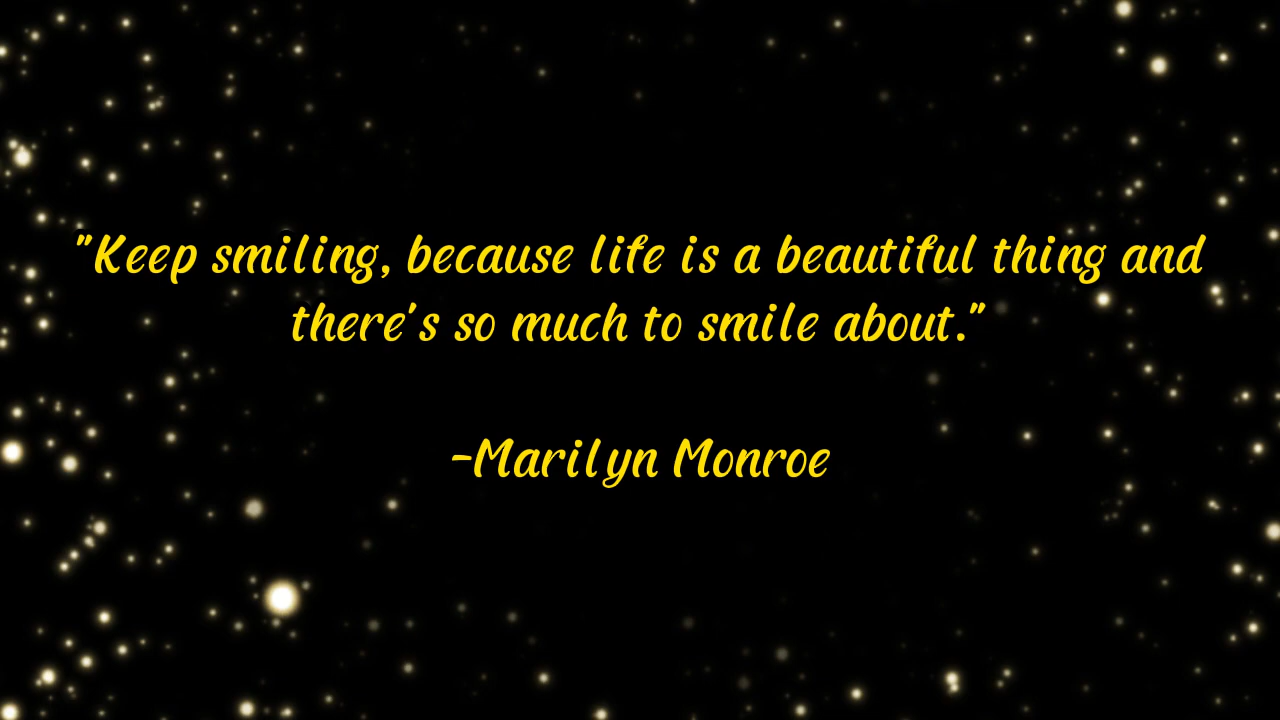 "Keep smiling, because life is a beautiful thing and
there's so much to smile about."
-Marilyn Monroe